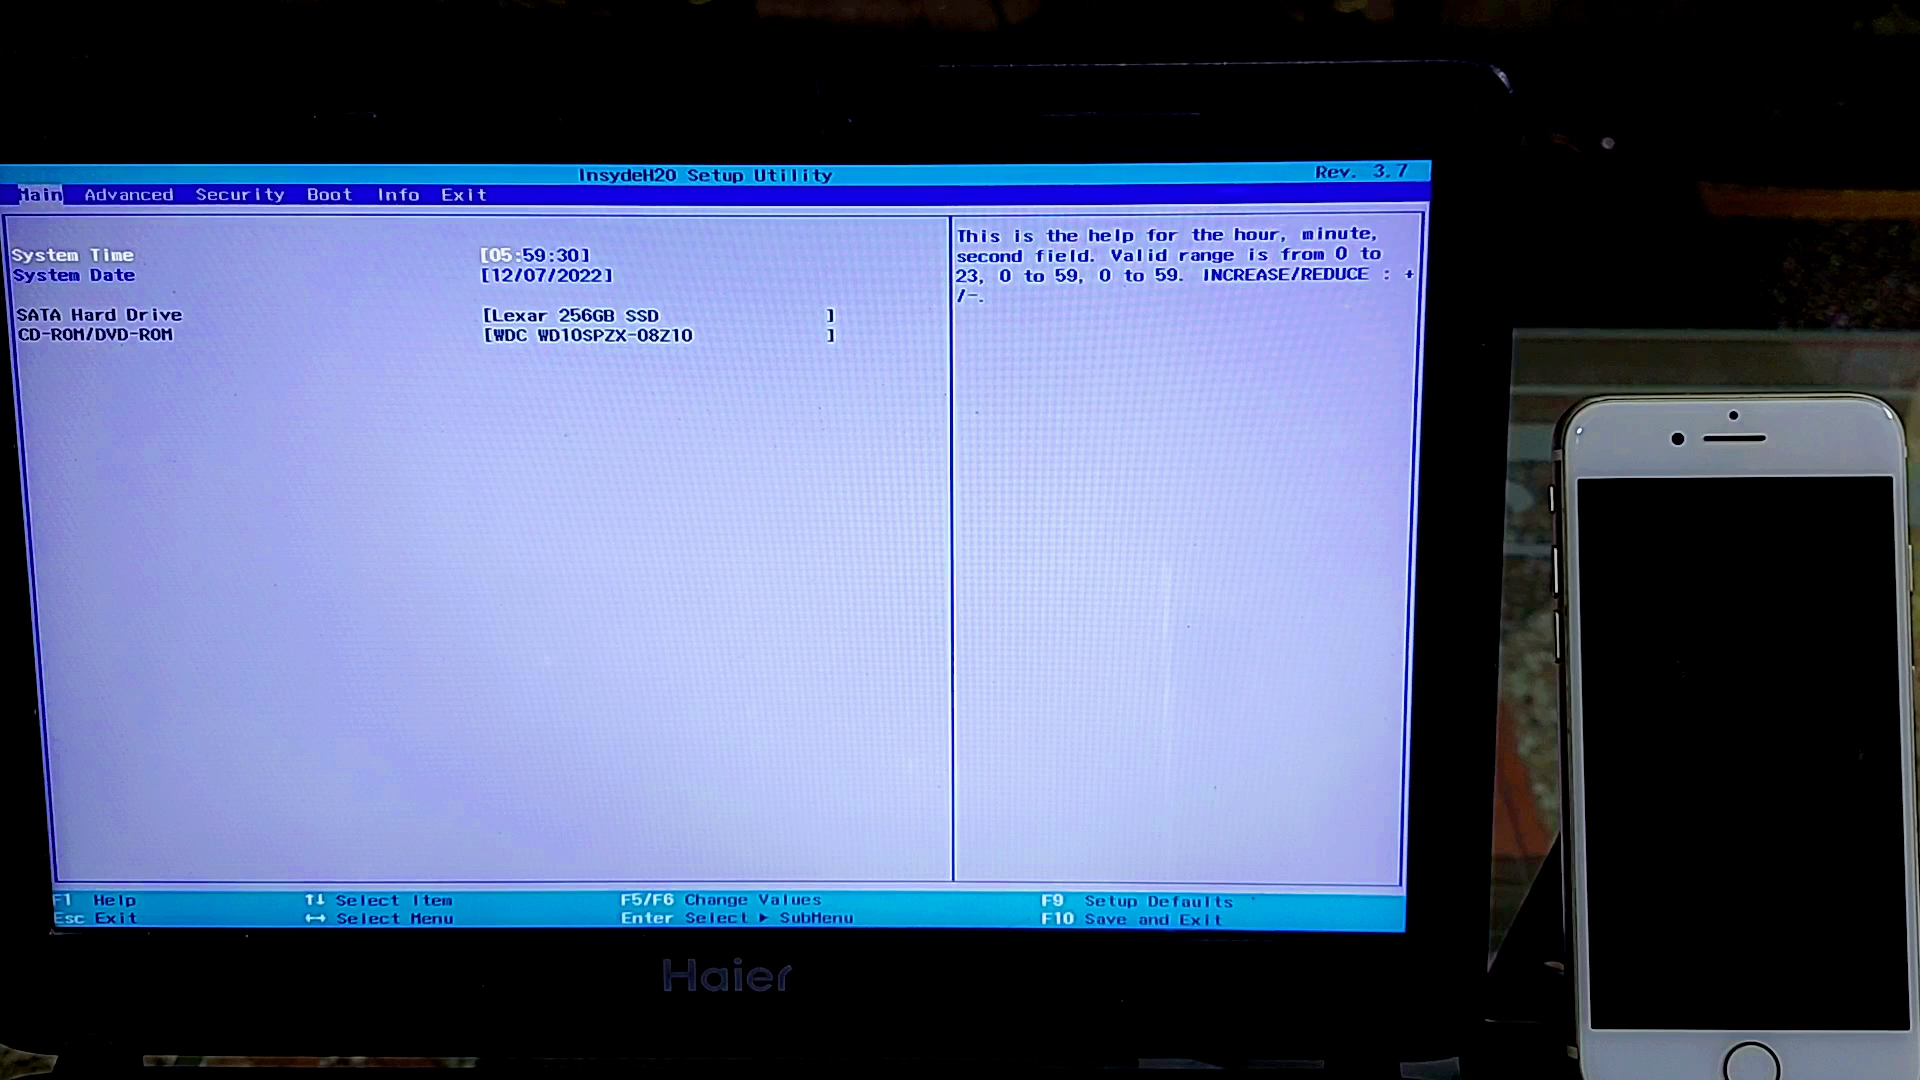 InsydeH20 Setup Utility Rev. 3.7
Main Advanced Security Boot Info Exit
System Time [05:59:30]
System Date [12/07/2022]
SATA Hard Drive [Lexar 256GB SSD ]
CD-ROM/DVD-ROM [WDC WD10SPZX-08Z10 ]
This is the help for the hour, minute,
second field. Valid range is from 0 to
23, 0 to 59, 0 to 59. INCREASE/REDUCE : +
/-.
F1 Help ↑↓ Select Item F5/F6 Change Values F9 Setup Defaults
Esc Exit ↔ Select Menu Enter Select ▶ SubMenu F10 Save and Exit
Haier